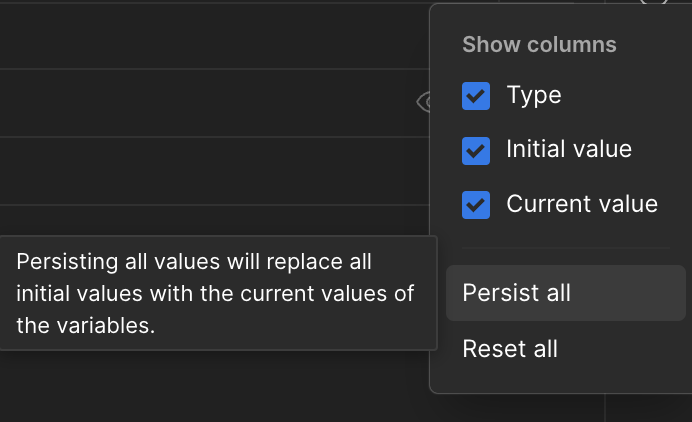 Show columns
Type
Initial value
Current value
Persisting all values will replace all
initial values with the current values of
the variables.
Persist all
Reset all